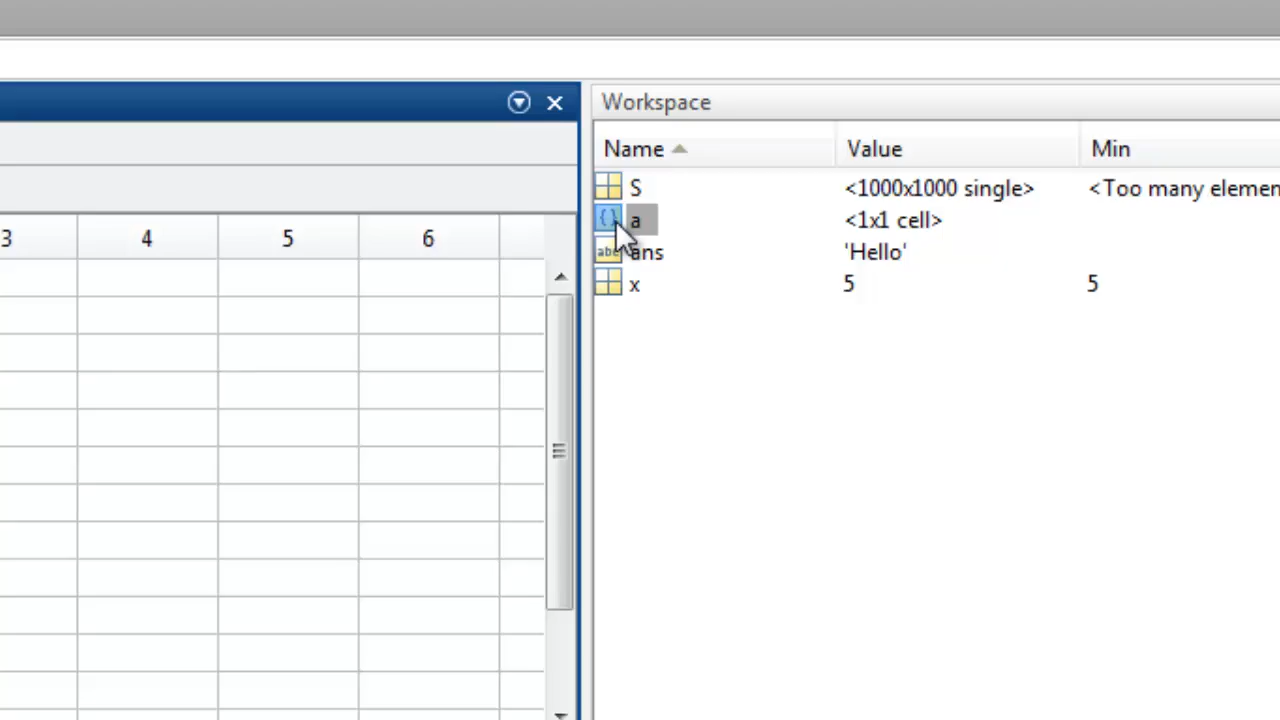 Workspace
Name Value Min
S <1000x1000 single> <Too many elemen
{ } a <1x1 cell>
abc ans 'Hello'
x 5 5
3 4 5 6